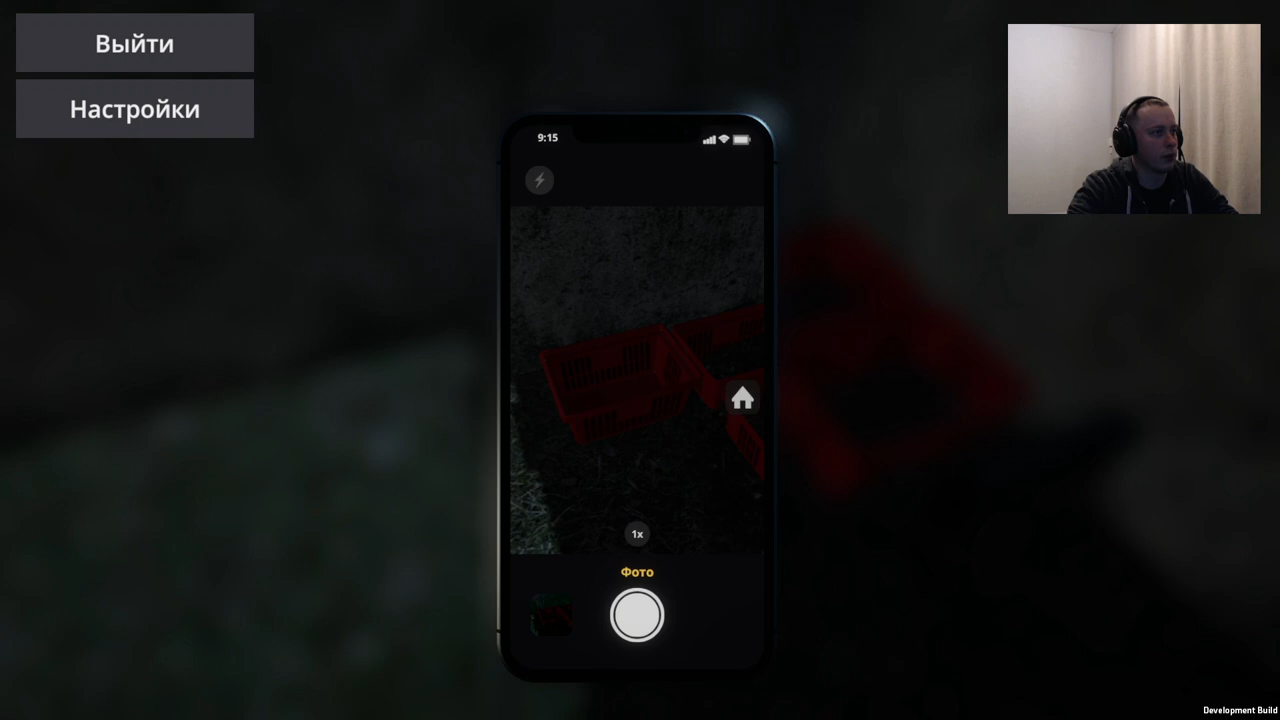 Выйти
Настройки
9:15
1x
Фото
Development Build